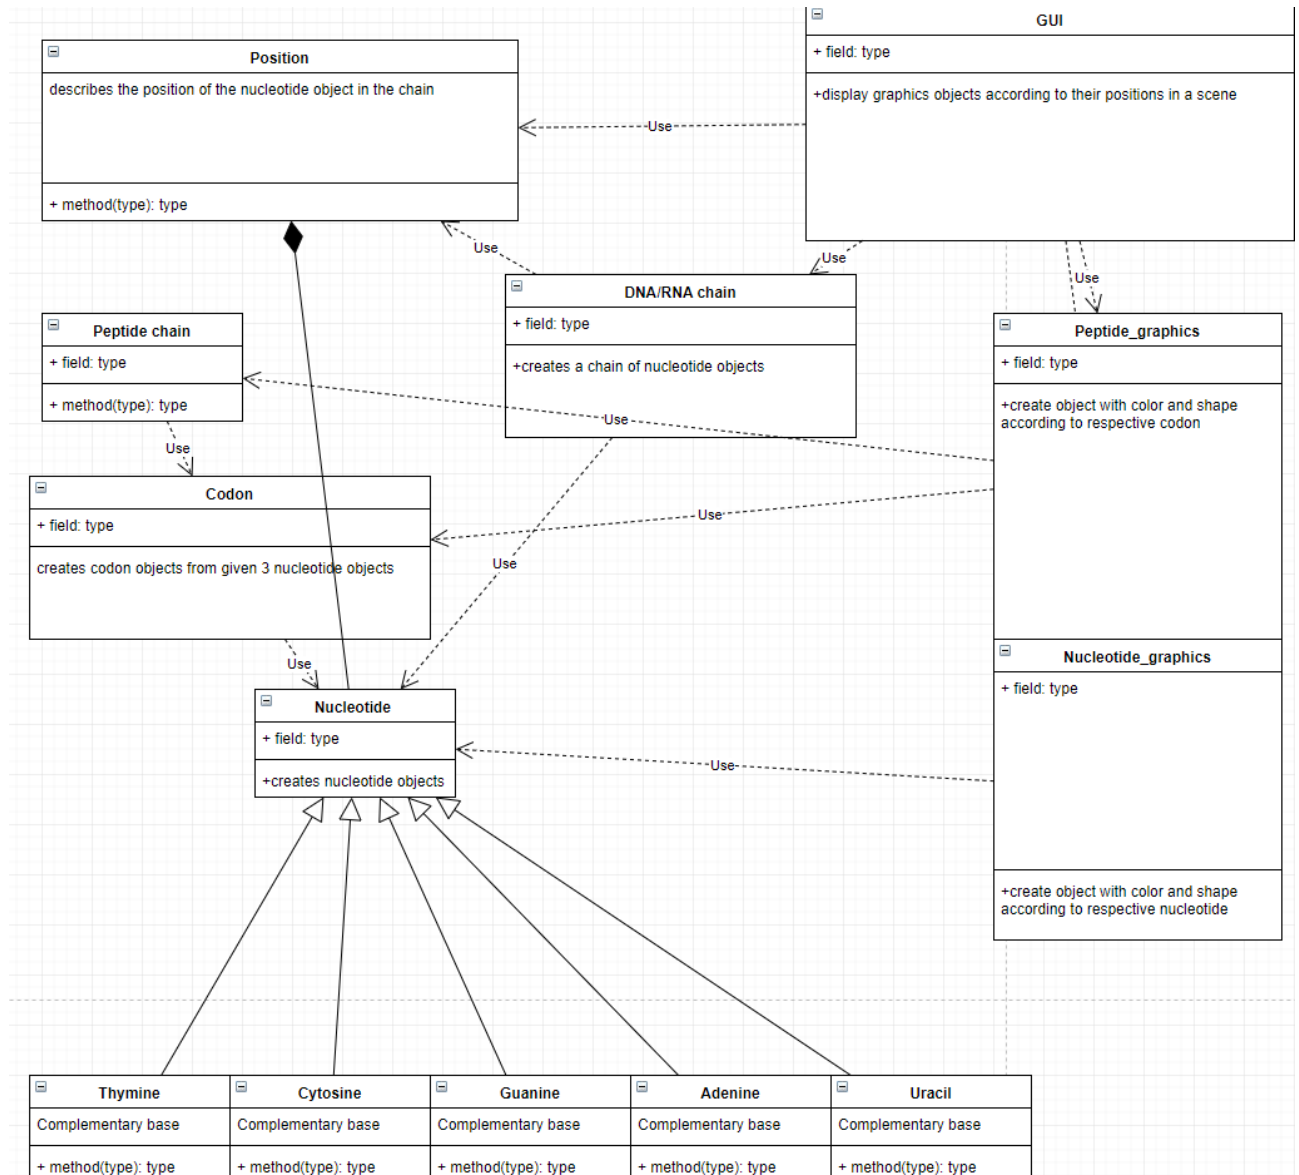 Position
describes the position of the nucleotide object in the chain
+ method(type): type
GUI
+ field: type
+display graphics objects according to their positions in a scene
Use
Use
Use
Use
DNA/RNA chain
+ field: type
+creates a chain of nucleotide objects
Peptide chain
+ field: type
+ method(type): type
Use
Use
Peptide_graphics
+ field: type
+create object with color and shape
according to respective codon
Codon
+ field: type
creates codon objects from given 3 nucleotide objects
Use
Use
Use
Nucleotide_graphics
+ field: type
+create object with color and shape
according to respective nucleotide
Nucleotide
+ field: type
+creates nucleotide objects
Use
Thymine
Complementary base
+ method(type): type
Cytosine
Complementary base
+ method(type): type
Guanine
Complementary base
+ method(type): type
Adenine
Complementary base
+ method(type): type
Uracil
Complementary base
+ method(type): type